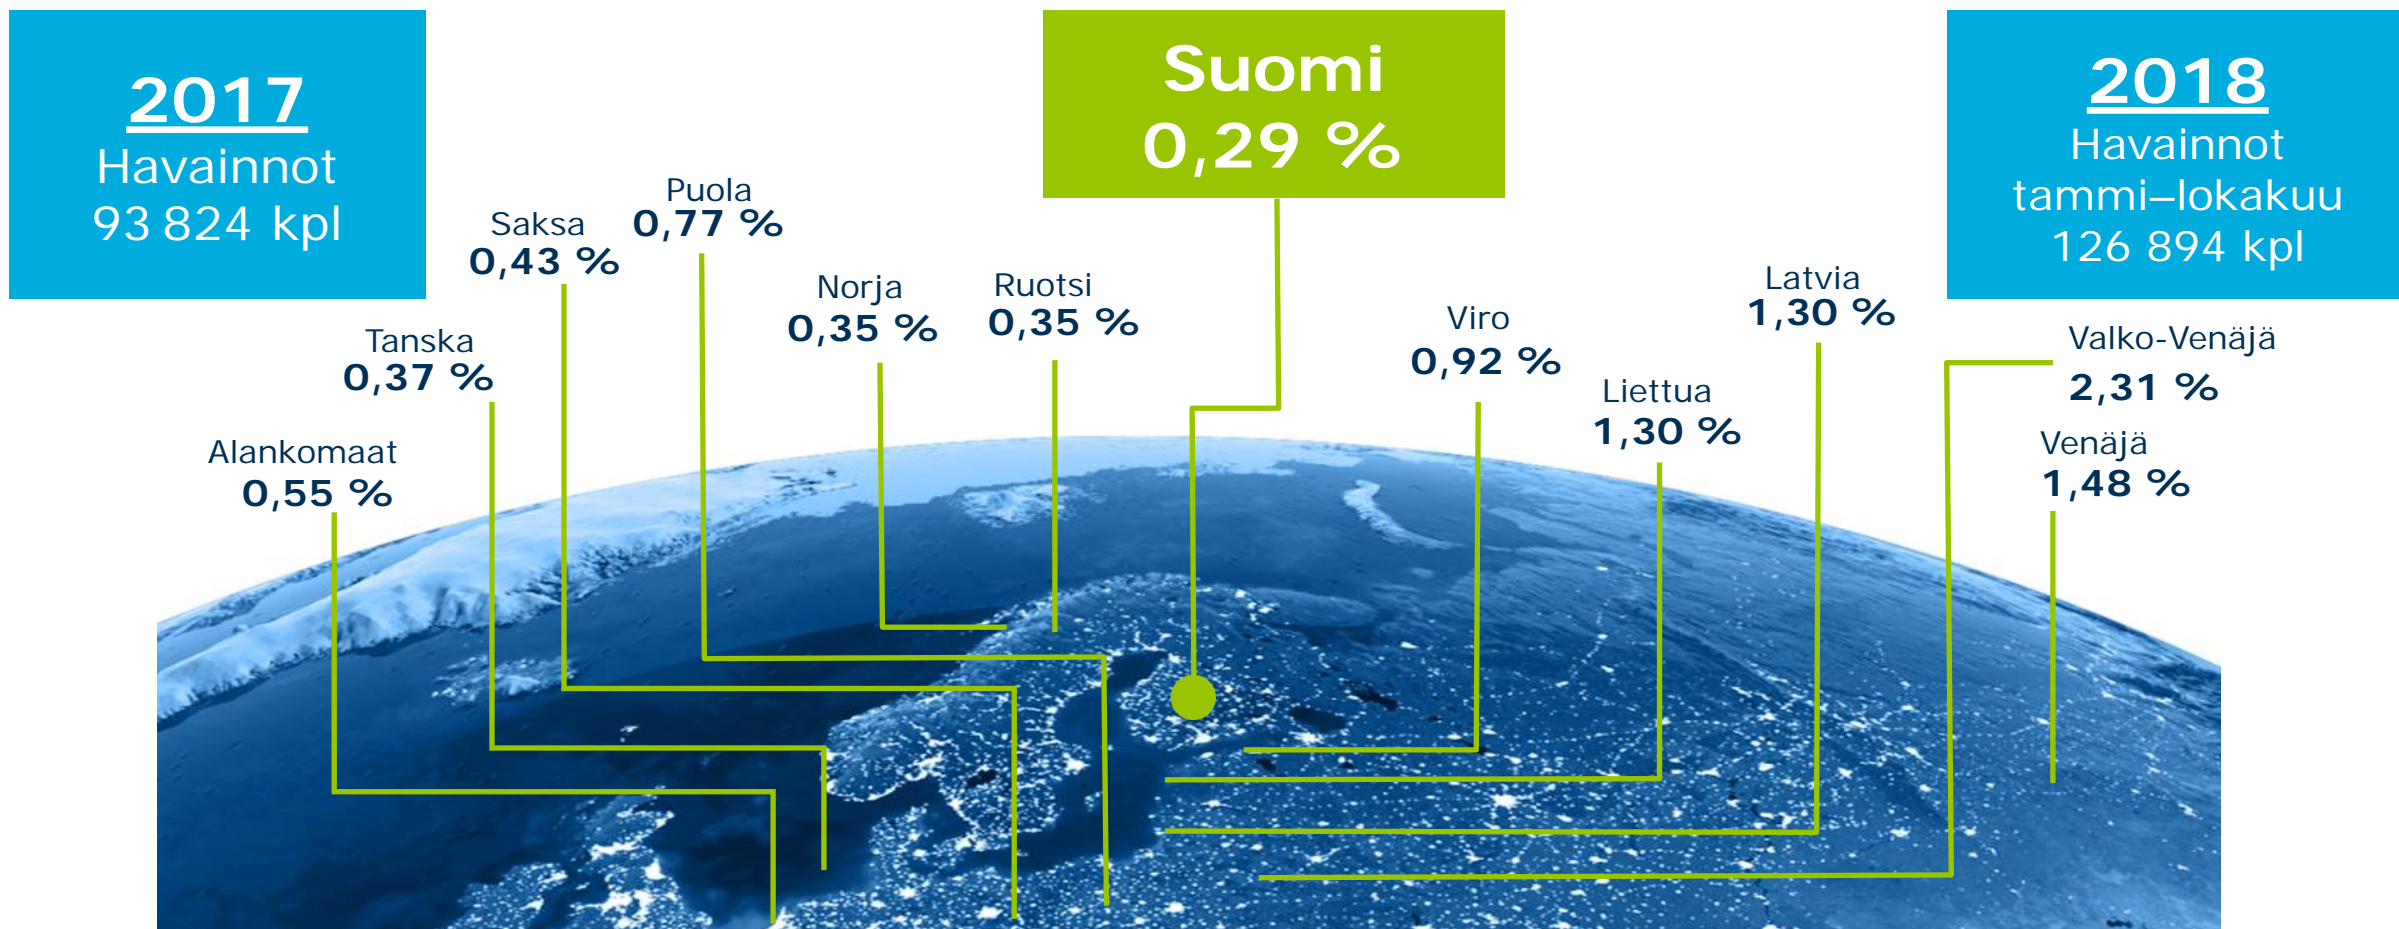 2017
Havainnot
93 824 kpl
Suomi
0,29 %
2018
Havainnot
tammi–lokakuu
126 894 kpl
Puola
0,77 %
Saksa
0,43 %
Norja
0,35 %
Ruotsi
0,35 %
Latvia
1,30 %
Viro
0,92 %
Tanska
0,37 %
Valko-Venäjä
2,31 %
Liettua
1,30 %
Alankomaat
0,55 %
Venäjä
1,48 %